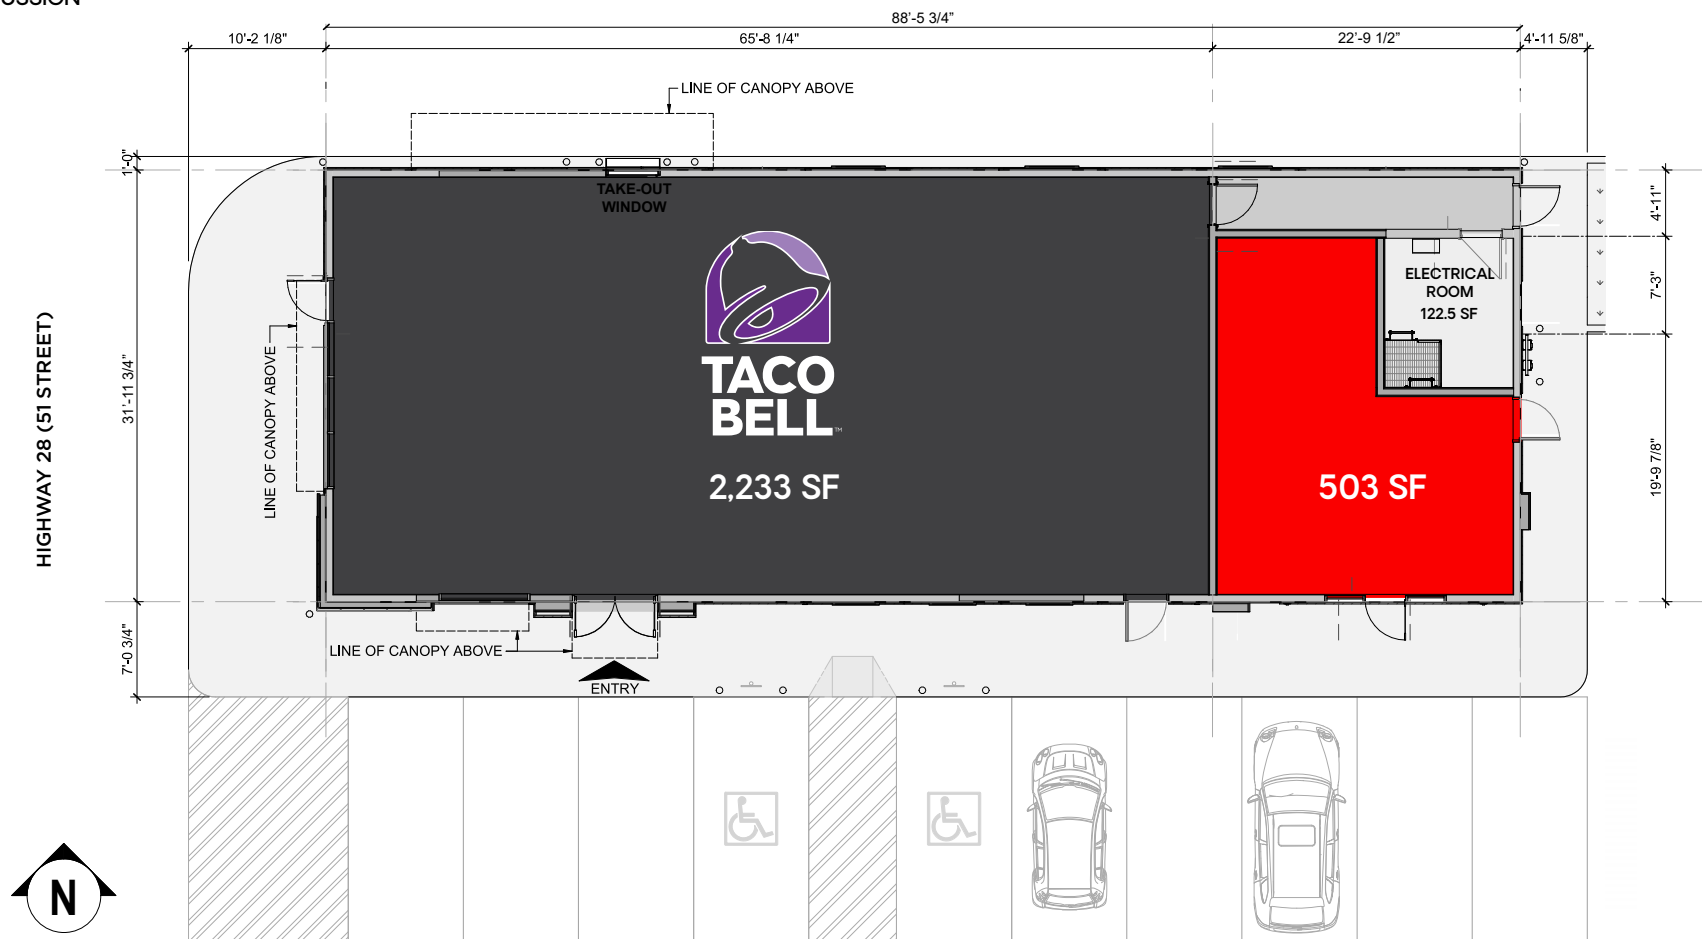 88'-5 3/4"
10'-2 1/8"
65'-8 1/4"
22'-9 1/2"
4'-11 5/8"
LINE OF CANOPY ABOVE
1'-0"
TAKE-OUT
WINDOW
4'-11"
ELECTRICAL
ROOM
122.5 SF
7'-3"
HIGHWAY 28 (51 STREET)
31'-11 3/4"
LINE OF CANOPY ABOVE
TACO
BELL
TM
2,233 SF
503 SF
19'-9 7/8"
7'-0 3/4"
LINE OF CANOPY ABOVE
ENTRY
N